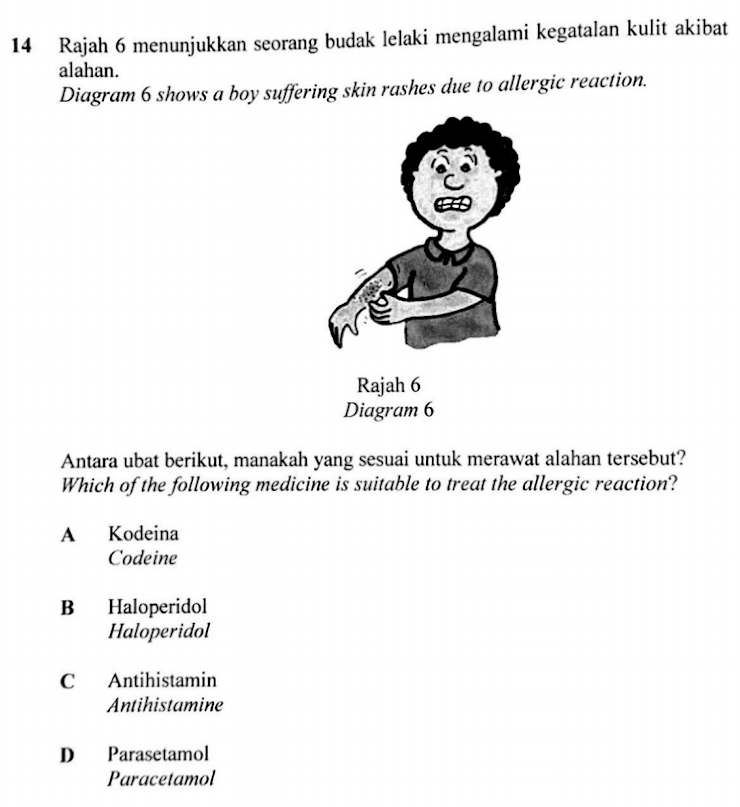 14 Rajah 6 menunjukkan seorang budak lelaki mengalami kegatalan kulit akibat
alahan.
Diagram 6 shows a boy suffering skin rashes due to allergic reaction.
Rajah 6
Diagram 6
Antara ubat berikut, manakah yang sesuai untuk merawat alahan tersebut?
Which of the following medicine is suitable to treat the allergic reaction?
A Kodeina
Codeine
B Haloperidol
Haloperidol
C Antihistamin
Antihistamine
D Parasetamol
Paracetamol